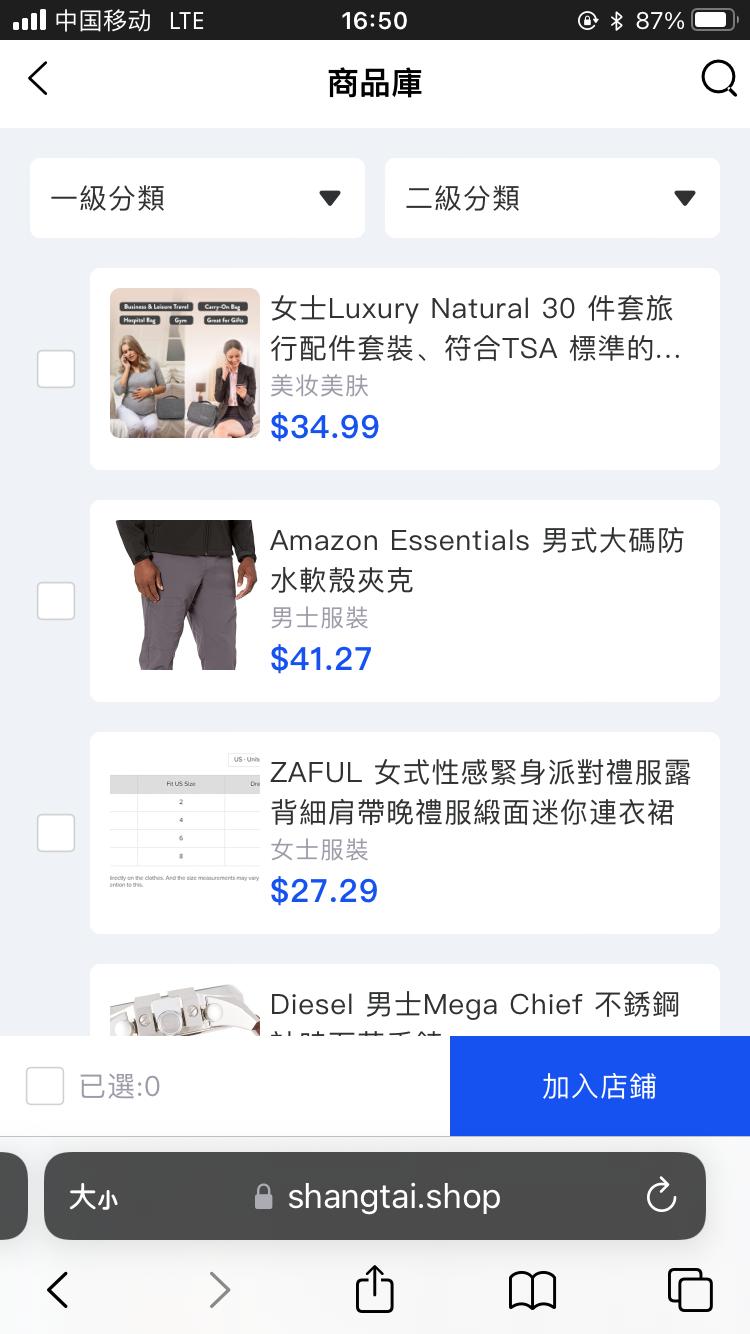 中国移动 LTE 16:50 87%
商品庫
一級分類 二級分類
Business & Leisure Travel Carry-On Bag
Hospital Bag Gym Great for Gifts
女士Luxury Natural 30 件套旅
行配件套裝、符合TSA 標準的...
美妆美肤
$34.99
Amazon Essentials 男式大碼防
水軟殼夾克
男士服裝
$41.27
US - Unit
Fit US Size
2
4
6
8
directly on the clothes. And the size measurements may vary
ention to this.
ZAFUL 女式性感緊身派對禮服露
背細肩帶晚禮服緞面迷你連衣裙
女士服裝
$27.29
Diesel 男士Mega Chief 不銹鋼
已選:0 加入店鋪
大小 shangtai.shop